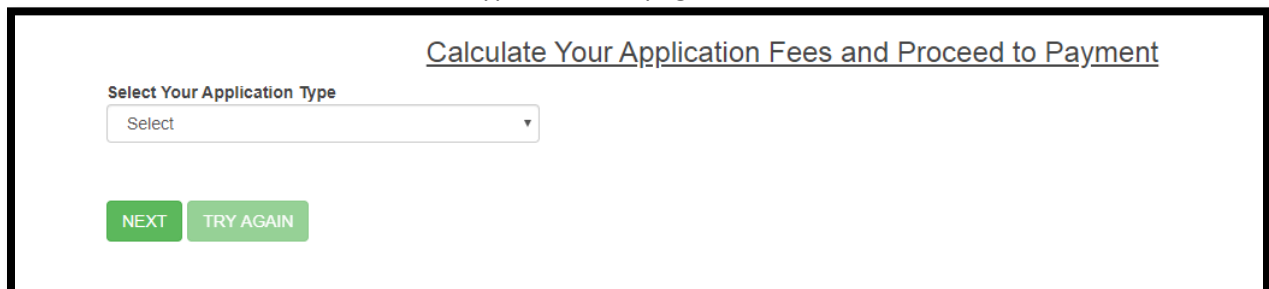 Calculate Your Application Fees and Proceed to Payment
Select Your Application Type
Select
NEXT TRY AGAIN